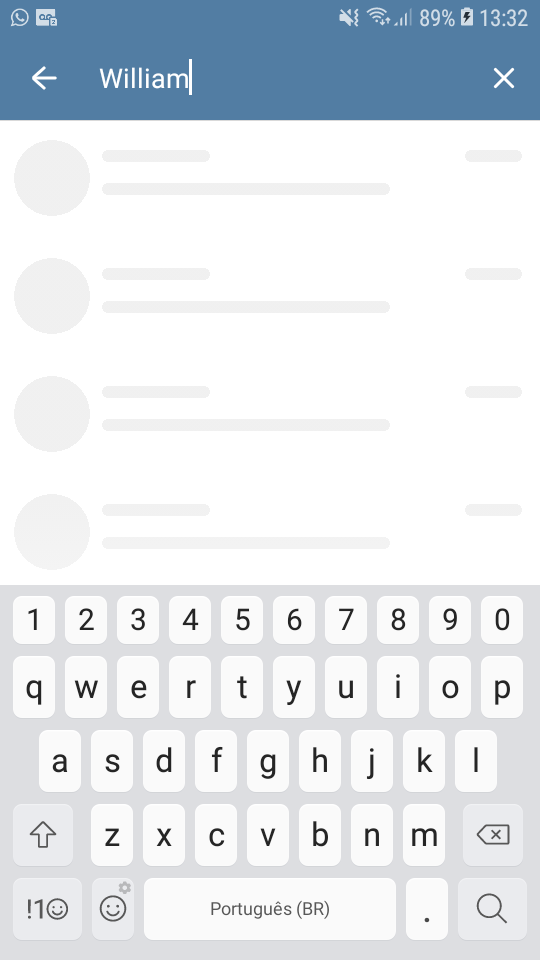 89% 13:32
William
1 2 3 4 5 6 7 8 9 0
q w e r t y u i o p
a s d f g h j k l
z x c v b n m
!1 Português (BR) .